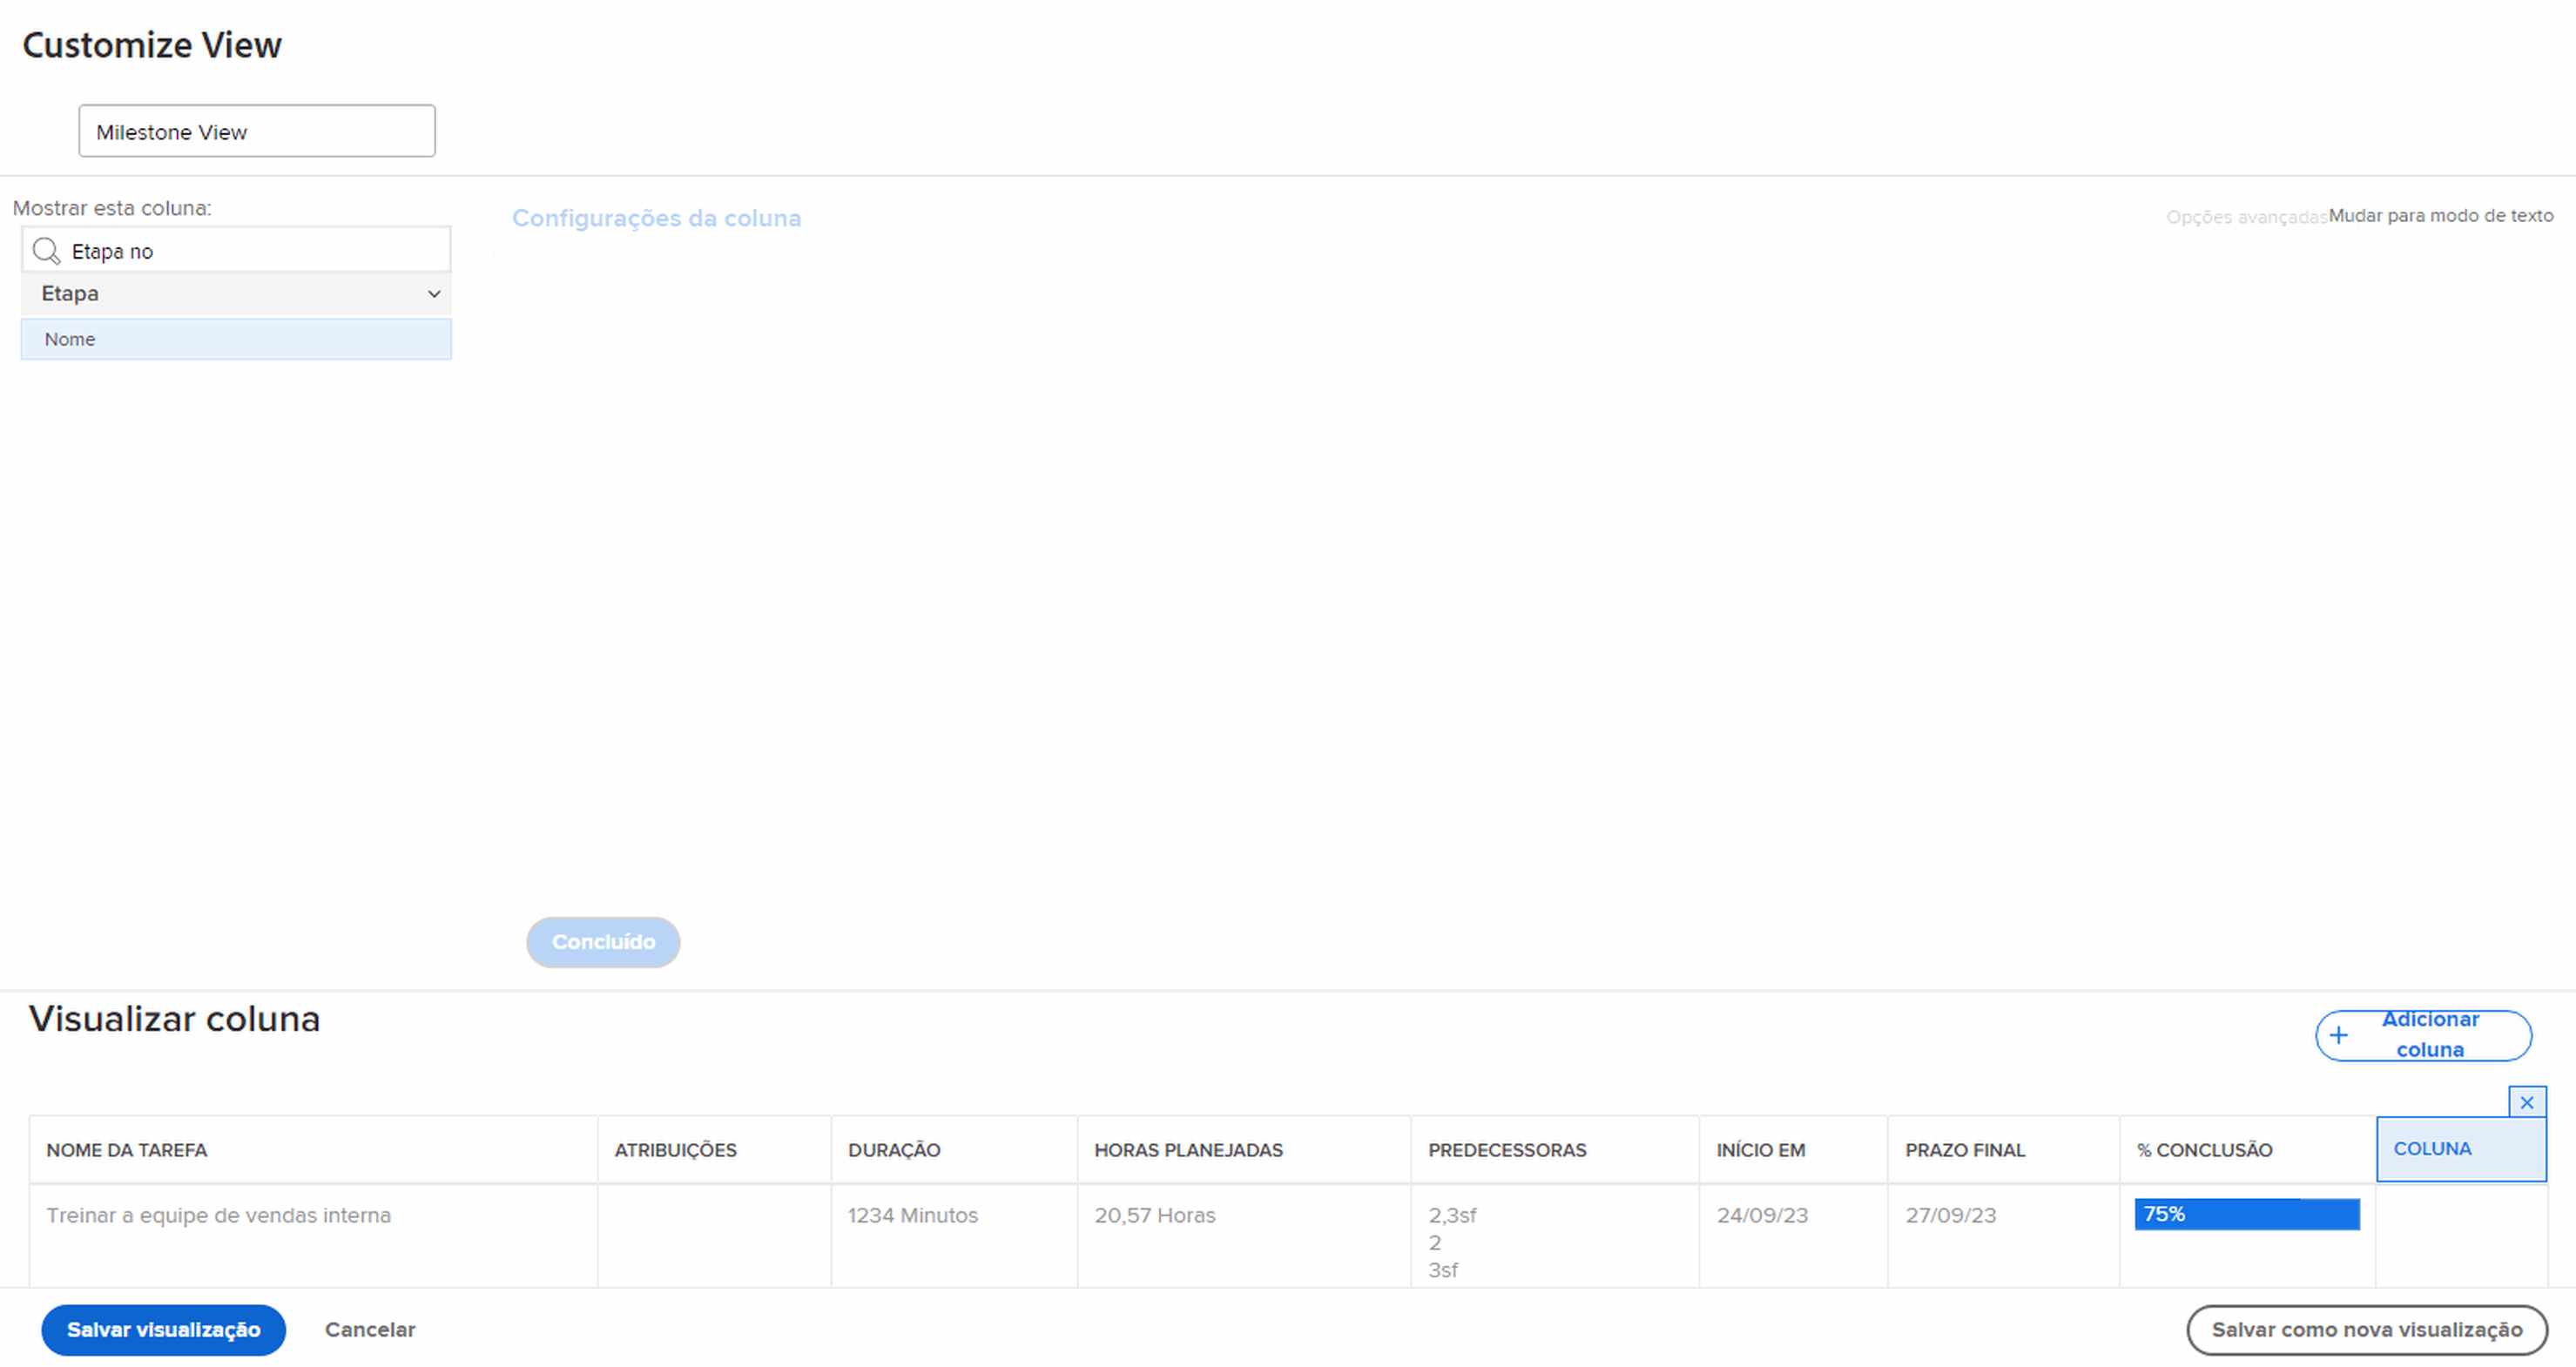 Customize View
Milestone View
Mostrar esta coluna:
Etapa no
Etapa
Nome
Configurações da coluna
Opções avançadas Mudar para modo de texto
Concluído
Visualizar coluna
Adicionar
coluna
NOME DA TAREFA ATRIBUIÇÕES DURAÇÃO HORAS PLANEJADAS PREDECESSORAS INÍCIO EM PRAZO FINAL % CONCLUSÃO COLUNA
Treinar a equipe de vendas interna 1234 Minutos 20,57 Horas 2,3sf 24/09/23 27/09/23 75%
2
3sf
Salvar visualização Cancelar Salvar como nova visualização